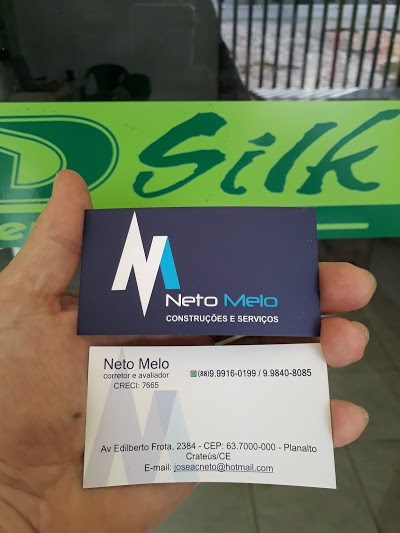 Silk
Neto Melo
CONSTRUÇÕES E SERVIÇOS
Neto Melo
corretor e avaliador
CRECI: 7665
(88)9.9916-0199 / 9.9840-8085
Av Edilberto Frota, 2384 - CEP: 63.7000-000 - Planalto
Crateús/CE
E-mail: joseacneto@hotmail.com